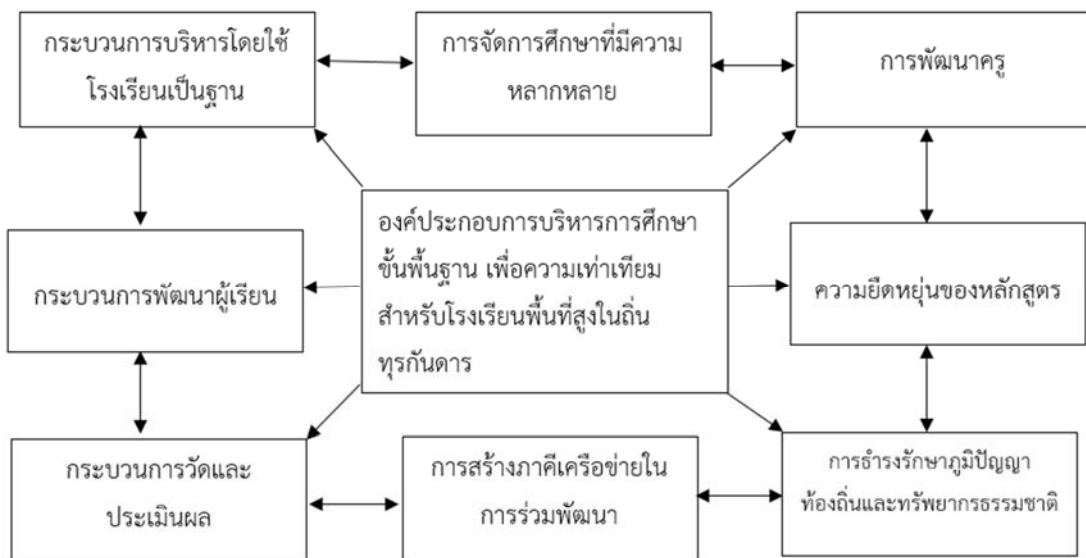 กระบวนการบริหารโดยใช้
โรงเรียนเป็นฐาน
การจัดการศึกษาที่มีความ
หลากหลาย
การพัฒนาครู
องค์ประกอบการบริหารการศึกษา
ขั้นพื้นฐาน เพื่อความเท่าเทียม
สำหรับโรงเรียนพื้นที่สูงในถิ่น
ทุรกันดาร
กระบวนการพัฒนาผู้เรียน
ความยืดหยุ่นของหลักสูตร
กระบวนการวัดและ
ประเมินผล
การสร้างภาคีเครือข่ายใน
การร่วมพัฒนา
การธำรงรักษาภูมิปัญญา
ท้องถิ่นและทรัพยากรธรรมชาติ